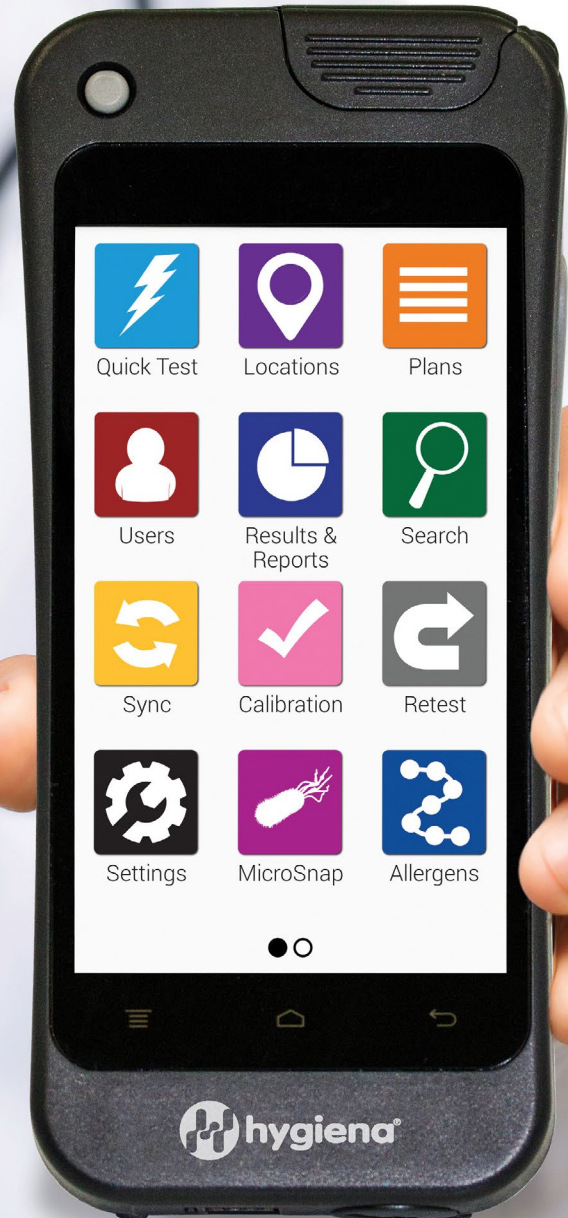 Quick Test
Locations
Plans
Users
Results &
Reports
Search
Sync
Calibration
Retest
Settings
MicroSnap
Allergens
hygiena®